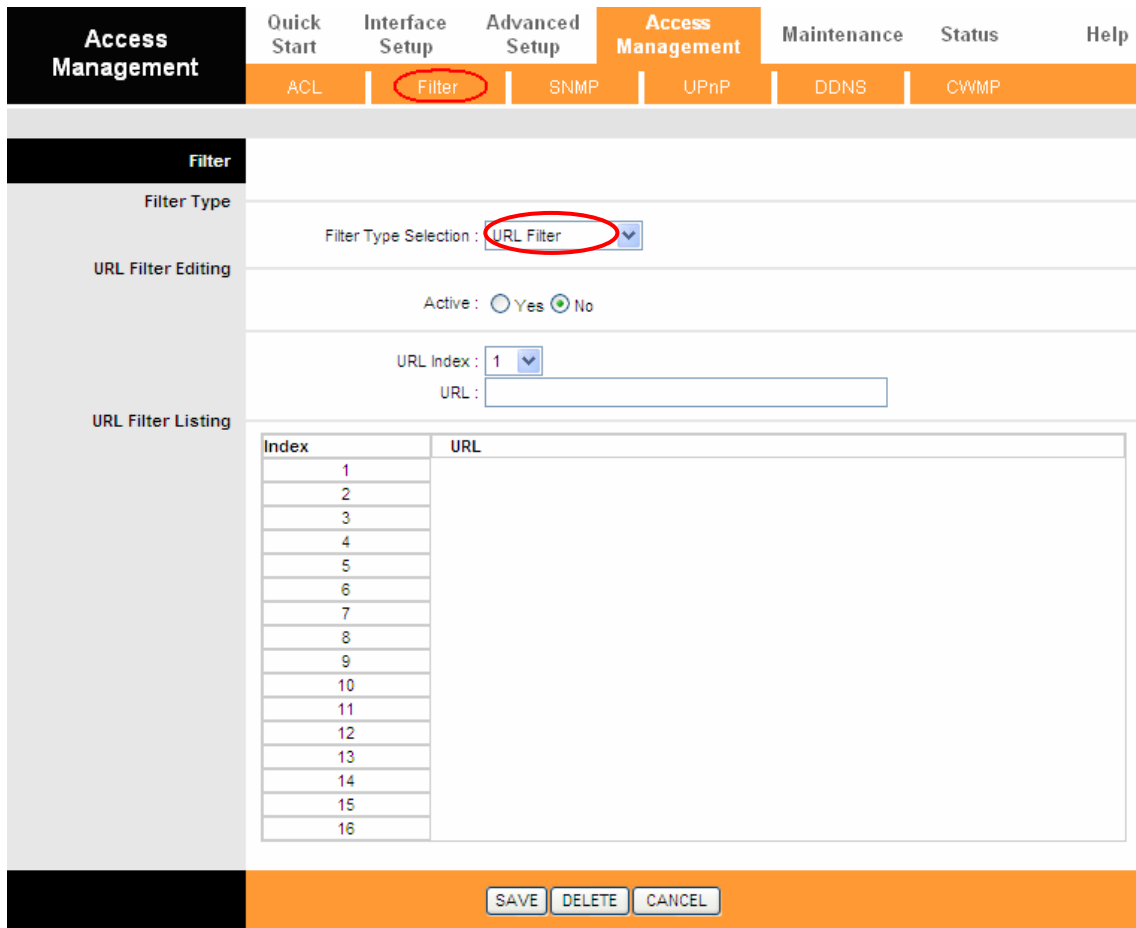 Access
Management
Quick
Start
Interface
Setup
Advanced
Setup
Access
Management
Maintenance
Status
Help
ACL
Filter
SNMP
UPnP
DDNS
CWMP
Filter
Filter Type
Filter Type Selection : URL Filter
URL Filter Editing
Active : Yes No
URL Index : 1
URL :
URL Filter Listing
Index URL
1
2
3
4
5
6
7
8
9
10
11
12
13
14
15
16
SAVE DELETE CANCEL